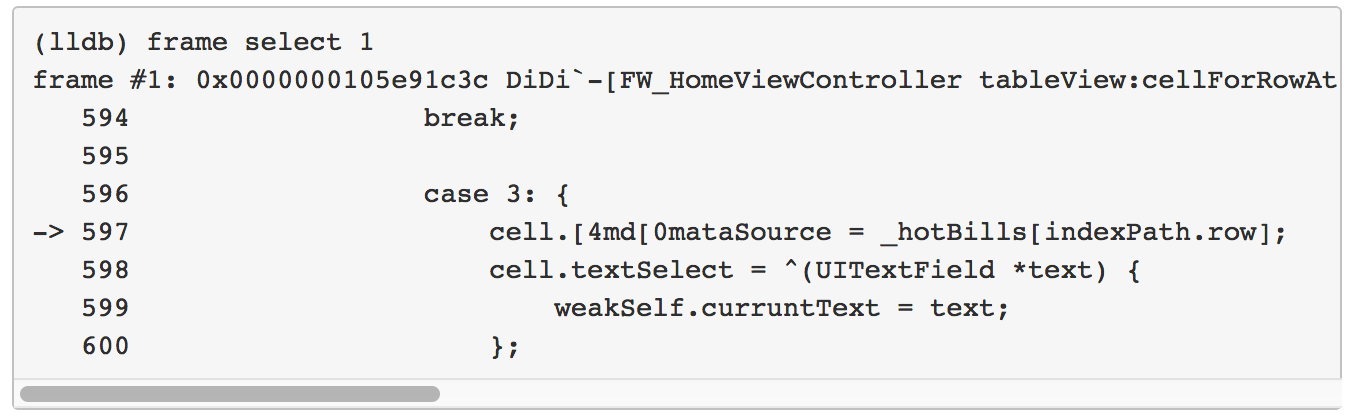 (lldb) frame select 1
frame #1: 0x0000000105e91c3c DiDi`-[FW_HomeViewController tableView:cellForRowAt
594 break;
595
596 case 3: {
-> 597 cell.[4md[0mataSource = _hotBills[indexPath.row];
598 cell.textSelect = ^(UITextField *text) {
599 weakSelf.curruntText = text;
600 };